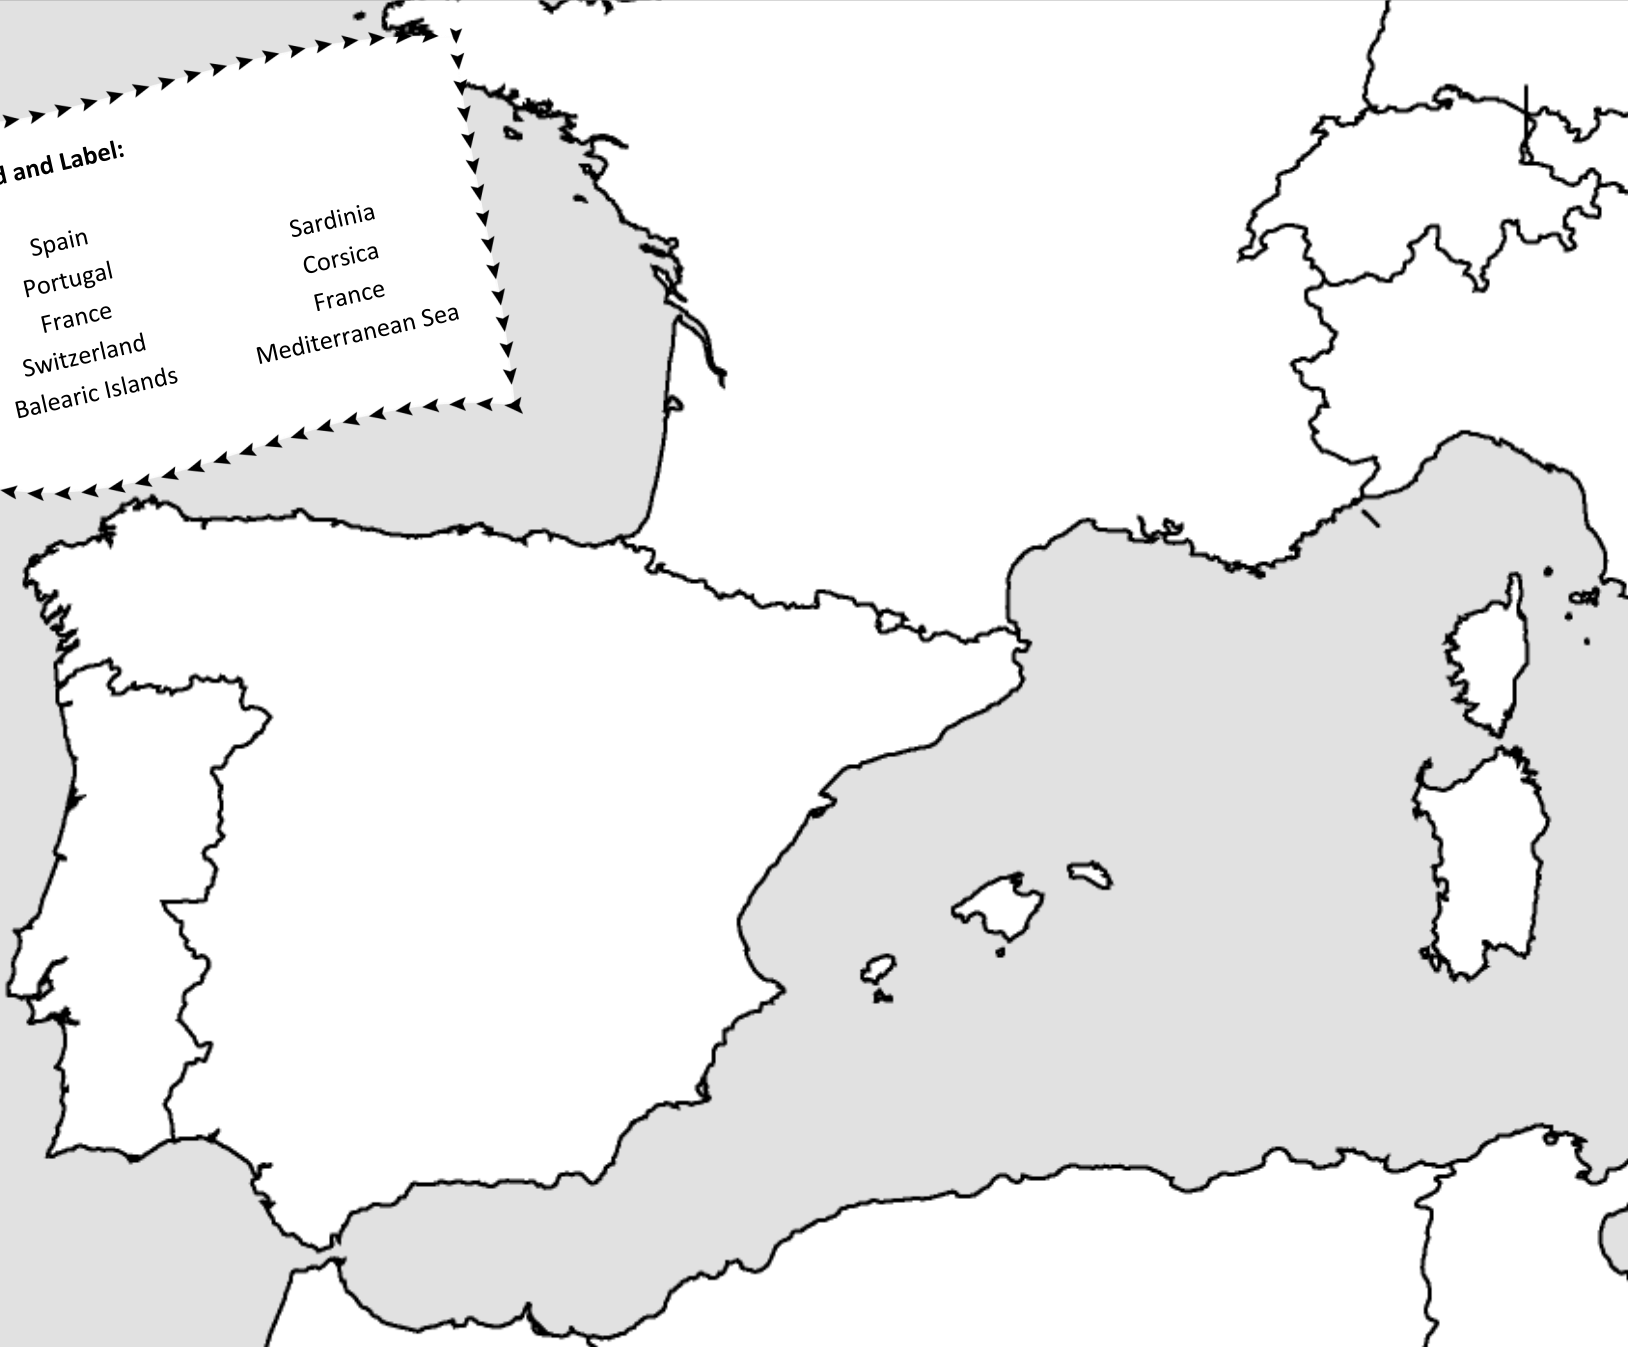 and Label:
Spain
Portugal
France
Switzerland
Balearic Islands
Sardinia
Corsica
France
Mediterranean Sea